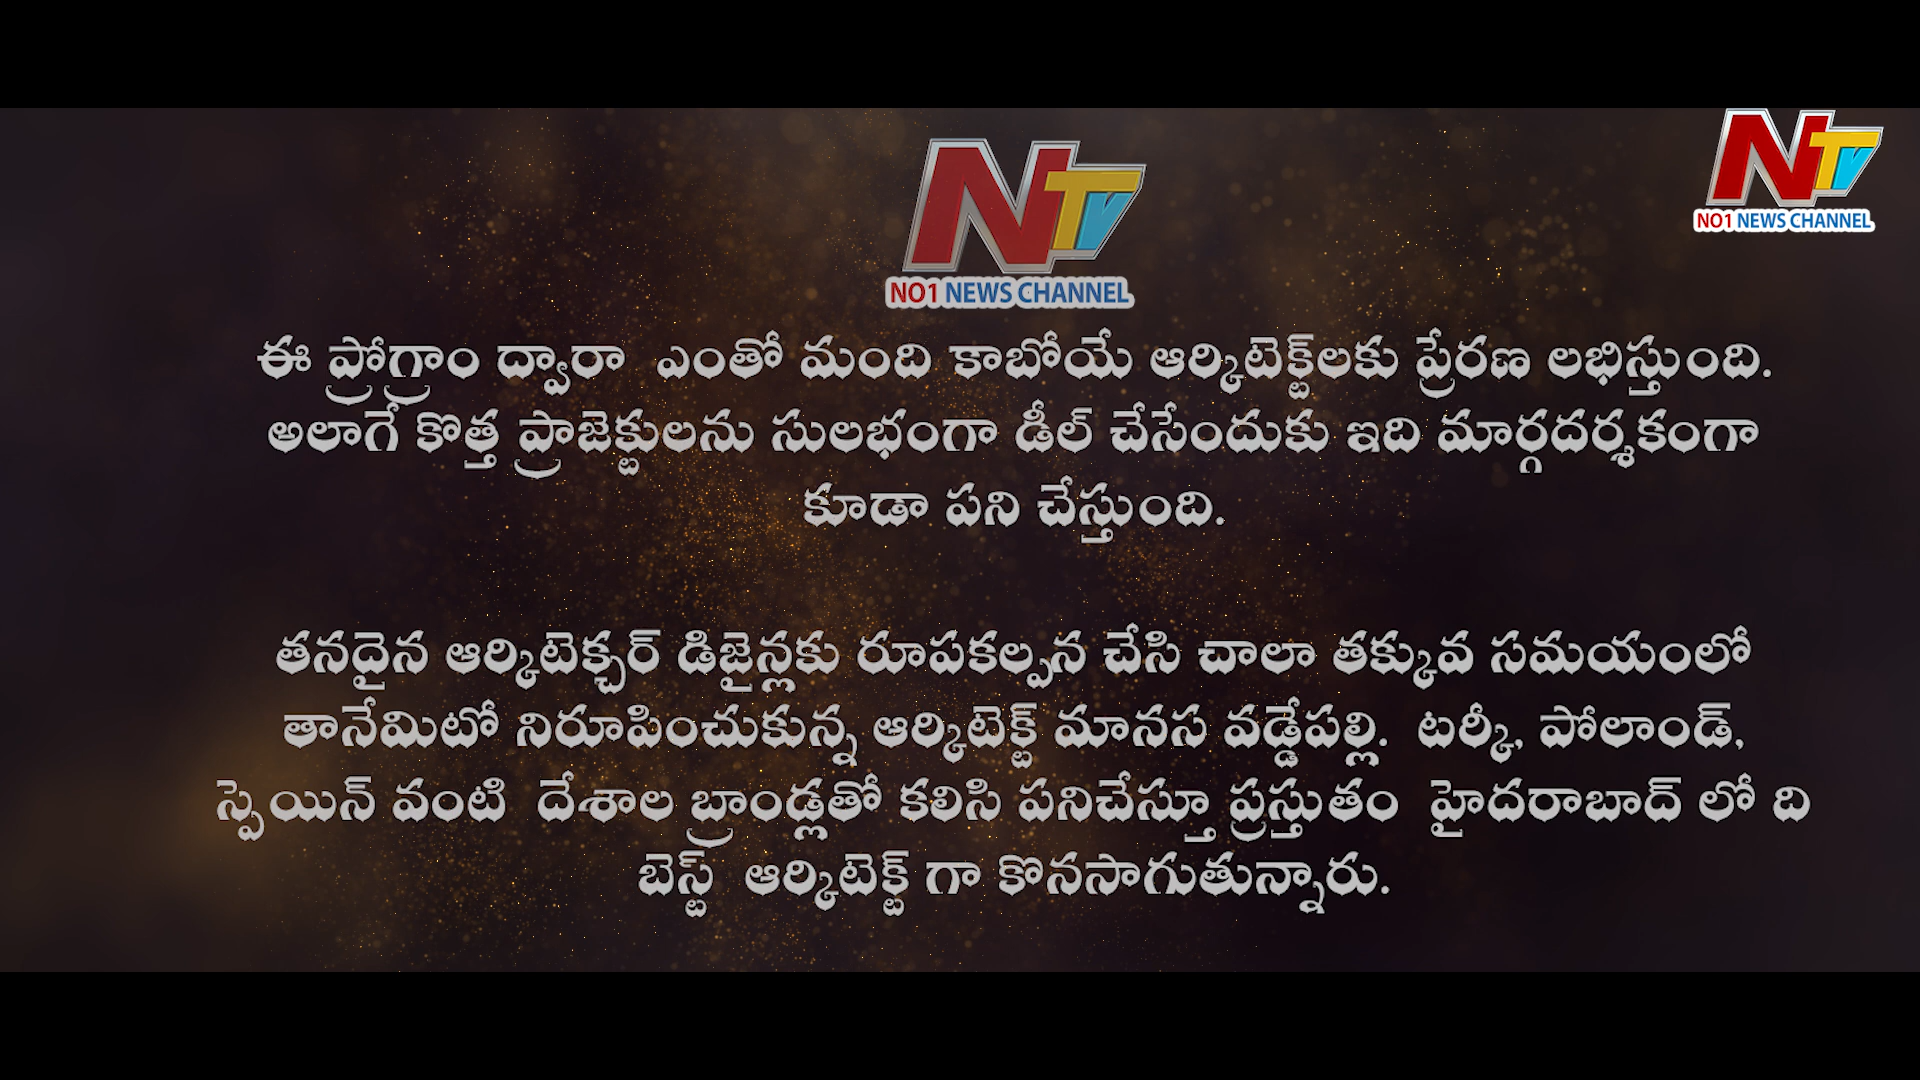 NTV
NO1 NEWS CHANNEL
NTV
NO1 NEWS CHANNEL
ఈ ప్రోగ్రాం ద్వారా ఎంతో మంది కాబోయే ఆర్కిటెక్ట్‌లకు ప్రేరణ లభిస్తుంది.
అలాగే కొత్త ప్రాజెక్టులను సులభంగా డీల్ చేసేందుకు ఇది మార్గదర్శకంగా
కూడా పని చేస్తుంది.
తనదైన ఆర్కిటెక్చర్ డిజైన్లకు రూపకల్పన చేసి చాలా తక్కువ సమయంలో
తానేమిటో నిరూపించుకున్న ఆర్కిటెక్ట్ మానస వడ్డేపల్లి. టర్కీ, పోలాండ్,
స్పెయిన్ వంటి దేశాల బ్రాండ్లతో కలిసి పనిచేస్తూ ప్రస్తుతం హైదరాబాద్ లో ది
బెస్ట్ ఆర్కిటెక్ట్ గా కొనసాగుతున్నారు.